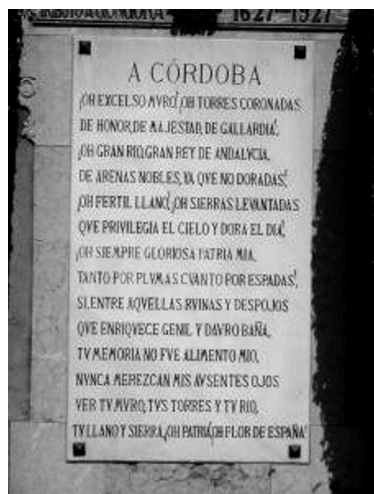 TRIBUTO A GONGORA 1627-1927
A CÓRDOBA
¡OH EXCELSO MVRO! ¡OH TORRES CORONADAS
DE HONOR, DE MAJESTAD, DE GALLARDIA!,
¡OH GRAN RIO, GRAN REY DE ANDALVCIA,
DE ARENAS NOBLES, YA QVE NO DORADAS!
¡OH FERTIL LLANO! ¡OH SIERRAS LEVANTADAS
QVE PRIVILEGIA EL CIELO Y DORA EL DIA!
¡OH SIEMPRE GLORIOSA PATRIA MIA,
TANTO POR PLVMAS CVANTO POR ESPADAS!,
SI ENTRE AQVELLAS RVINAS Y DESPOJOS
QVE ENRIQVECE GENIL Y DAVRO BAÑA,
TV MEMORIA NO FVE ALIMENTO MIO,
NVNCA MEREZCAN MIS AVSENTES OJOS
VER TV MVRO, TVS TORRES Y TV RIO,
TV LLANO Y SIERRA, ¡OH PATRIA! ¡OH FLOR DE ESPAÑA!